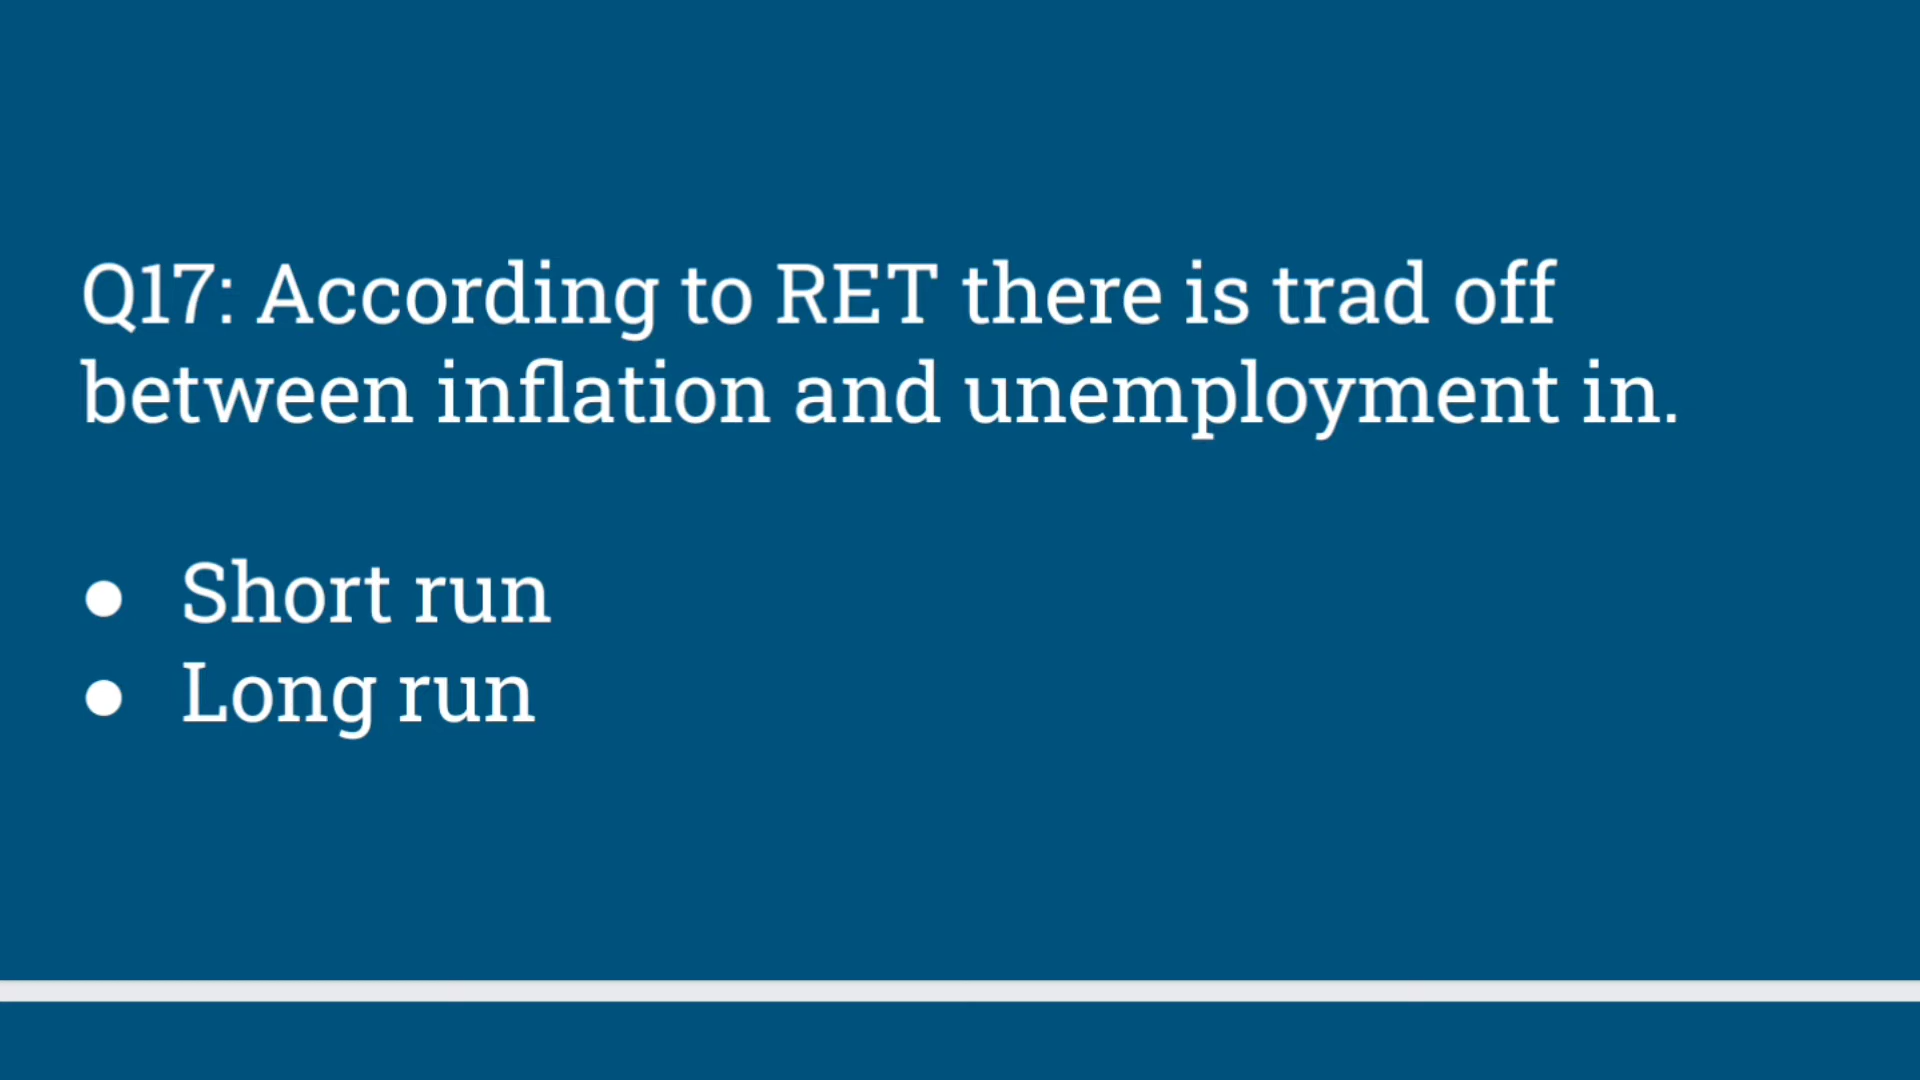 Q17: According to RET there is trad off
between inflation and unemployment in.
● Short run
● Long run